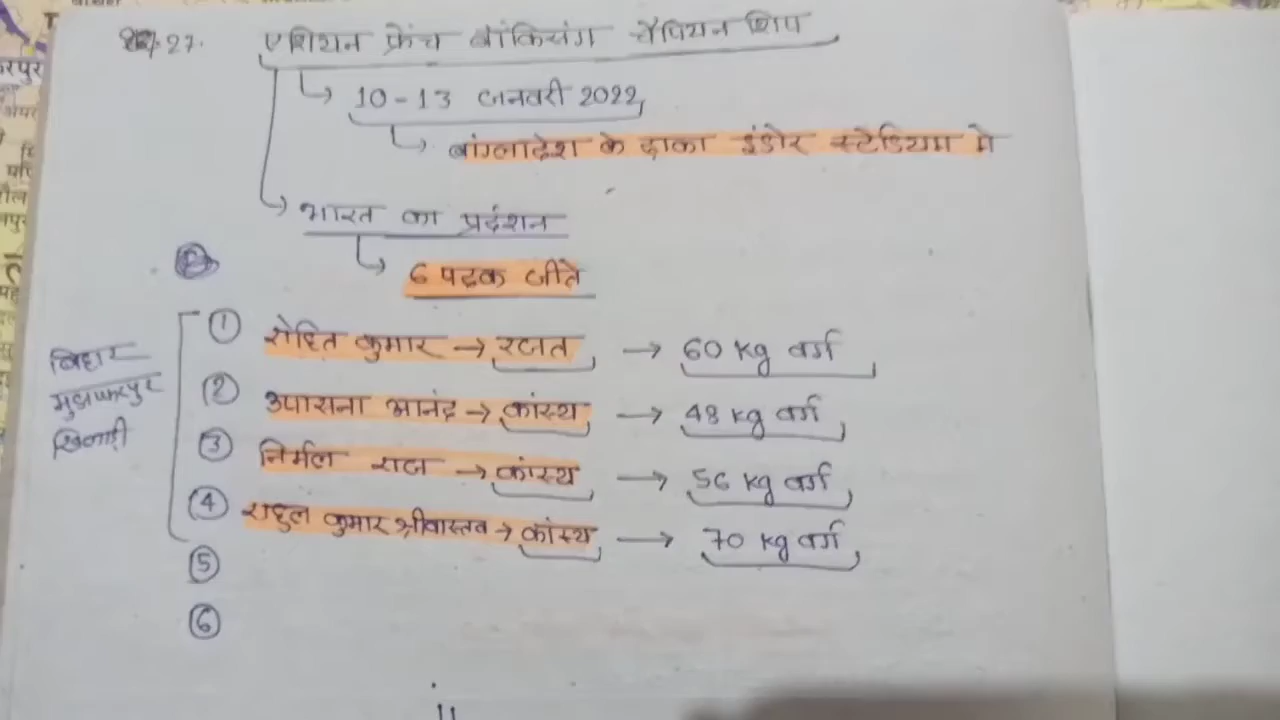 27. एशियन फ्रेंच बॉक्सिंग चैंपियन शिप
10-13 जनवरी 2022
बांग्लादेश के ढाका इंडोर स्टेडियम मे
भारत का प्रदंशन
6 पदक जीते
बिहार
मुजफ्फरपुर
खिलाड़ी
① रोहित कुमार → रजत → 60 kg वर्ग
② उपासना आनंद → कांस्य → 48 kg वर्ग
③ निर्मल राज → कांस्य → 56 kg वर्ग
④ राहुल कुमार श्रीवास्तव → कांस्य → 70 kg वर्ग
⑤
⑥